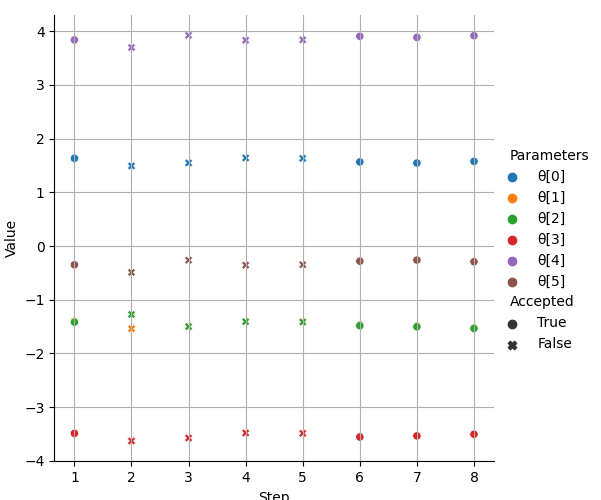 4
3
2
1
0
−1
−2
−3
−4
Value
1 2 3 4 5 6 7 8
Step
Parameters
θ[0]
θ[1]
θ[2]
θ[3]
θ[4]
θ[5]
Accepted
True
False